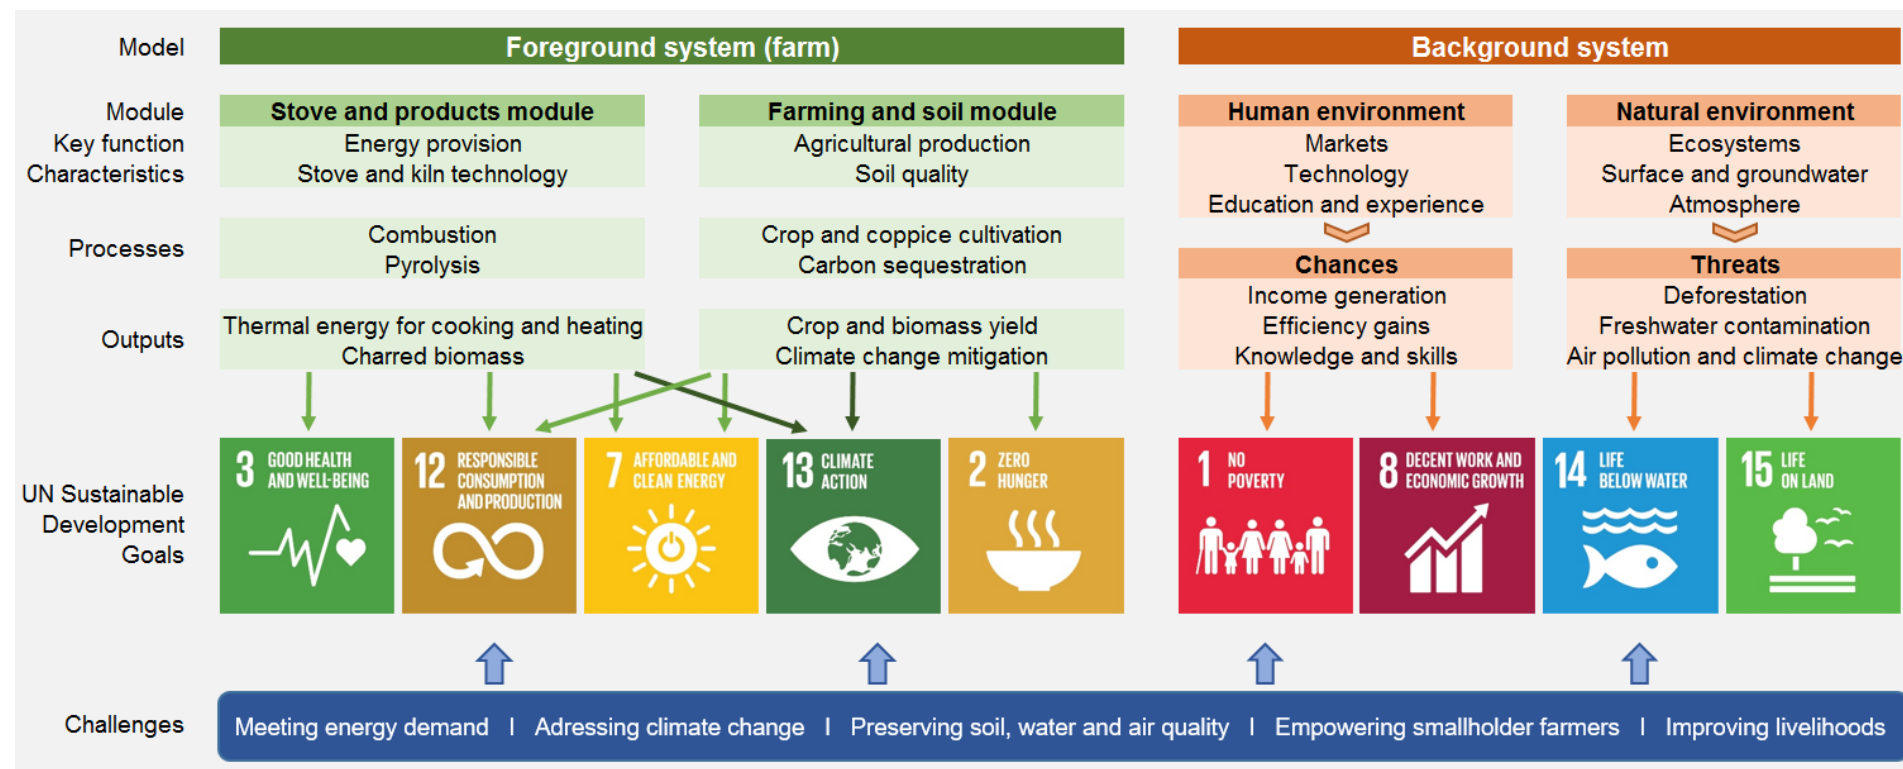 Model
Foreground system (farm)
Background system
Module
Key function
Characteristics
Stove and products module
Energy provision
Stove and kiln technology
Farming and soil module
Agricultural production
Soil quality
Human environment
Markets
Technology
Education and experience
Natural environment
Ecosystems
Surface and groundwater
Atmosphere
Processes
Combustion
Pyrolysis
Crop and coppice cultivation
Carbon sequestration
Chances
Income generation
Efficiency gains
Knowledge and skills
Threats
Deforestation
Freshwater contamination
Air pollution and climate change
Outputs
Thermal energy for cooking and heating
Charred biomass
Crop and biomass yield
Climate change mitigation
UN Sustainable
Development
Goals
3 GOOD HEALTH
AND WELL-BEING
12 RESPONSIBLE
CONSUMPTION
AND PRODUCTION
7 AFFORDABLE AND
CLEAN ENERGY
13 CLIMATE
ACTION
2 ZERO
HUNGER
1 NO
POVERTY
8 DECENT WORK AND
ECONOMIC GROWTH
14 LIFE
BELOW WATER
15 LIFE
ON LAND
Challenges
Meeting energy demand I Adressing climate change I Preserving soil, water and air quality I Empowering smallholder farmers I Improving livelihoods